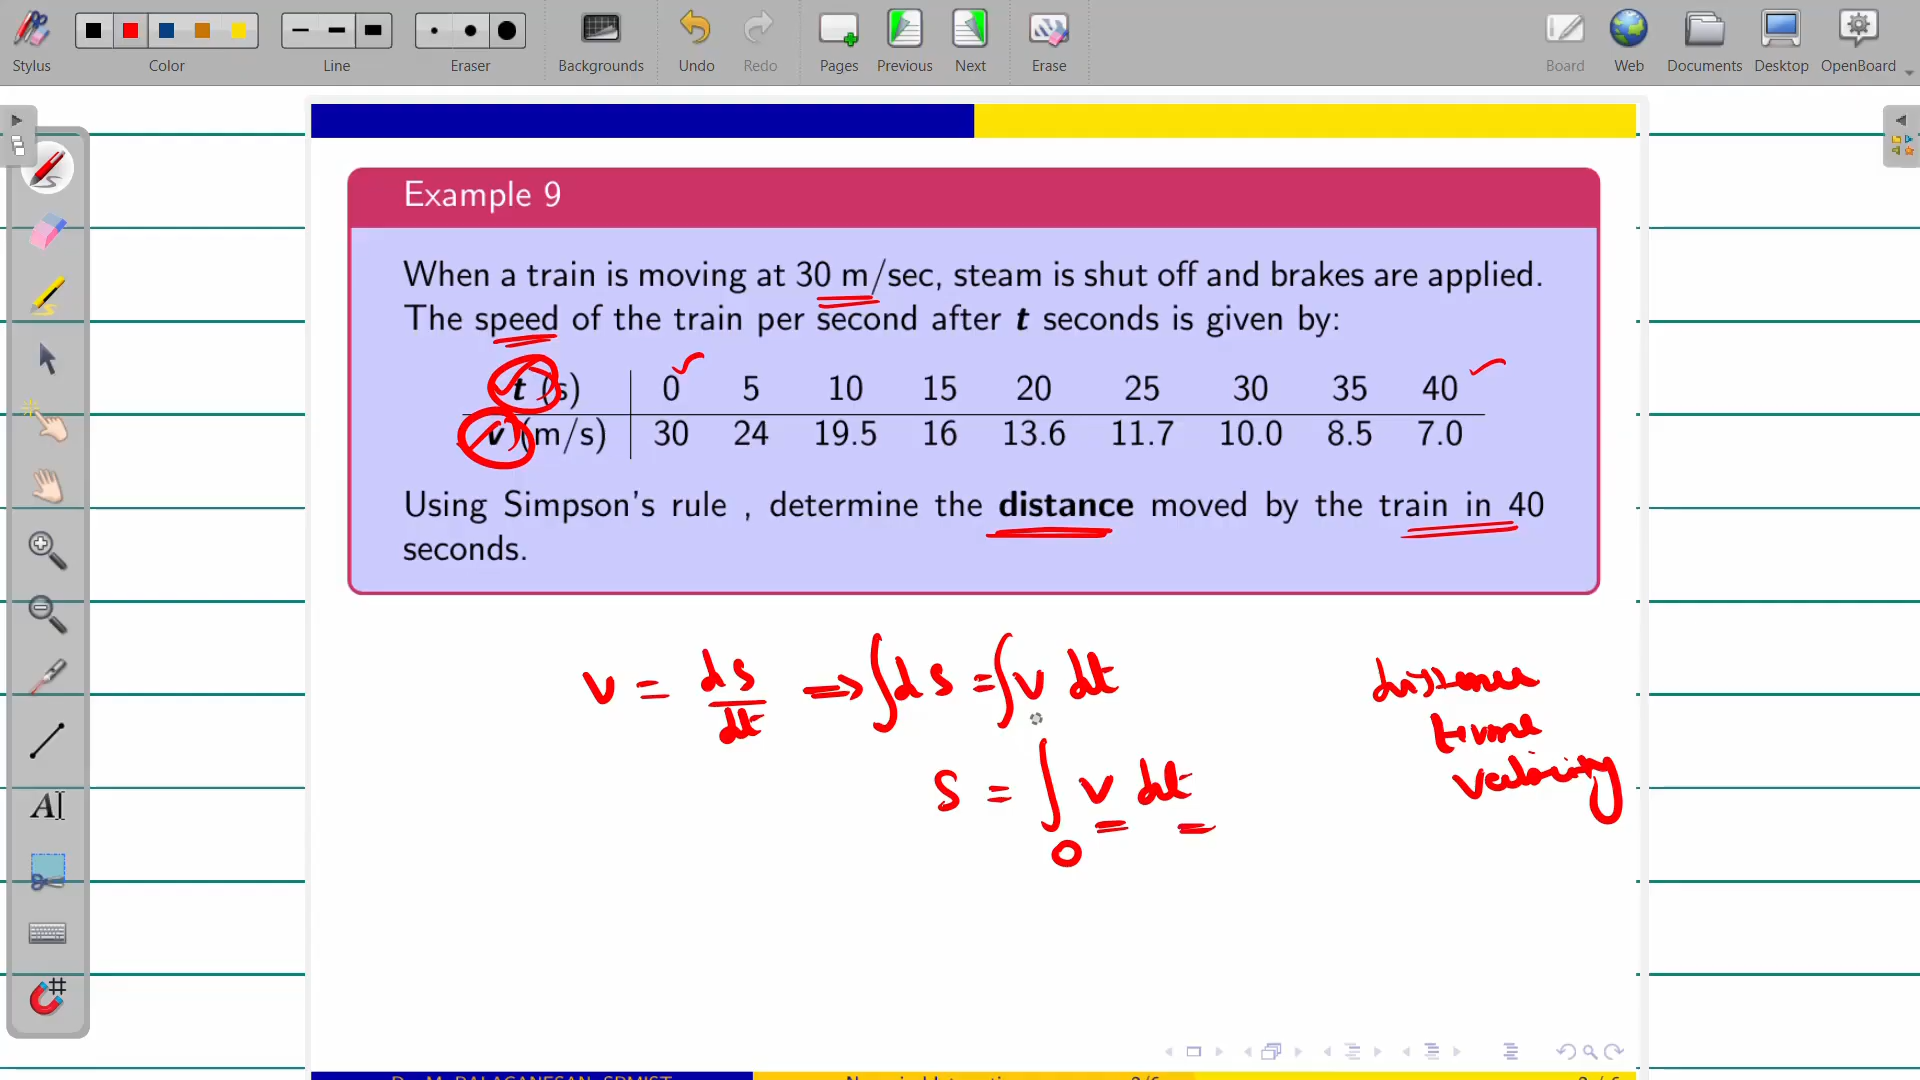 Stylus Color Line Eraser Backgrounds Undo Redo Pages Previous Next Erase Board Web Documents Desktop OpenBoard
Example 9
When a train is moving at 30 m/sec, steam is shut off and brakes are applied.
The speed of the train per second after t seconds is given by:
t (s) 0 5 10 15 20 25 30 35 40
v (m/s) 30 24 19.5 16 13.6 11.7 10.0 8.5 7.0
Using Simpson's rule , determine the distance moved by the train in 40
seconds.
v = ds/dt ⇒ ∫ds = ∫v dt
distance
time
velocity
s = ∫ v dt
0